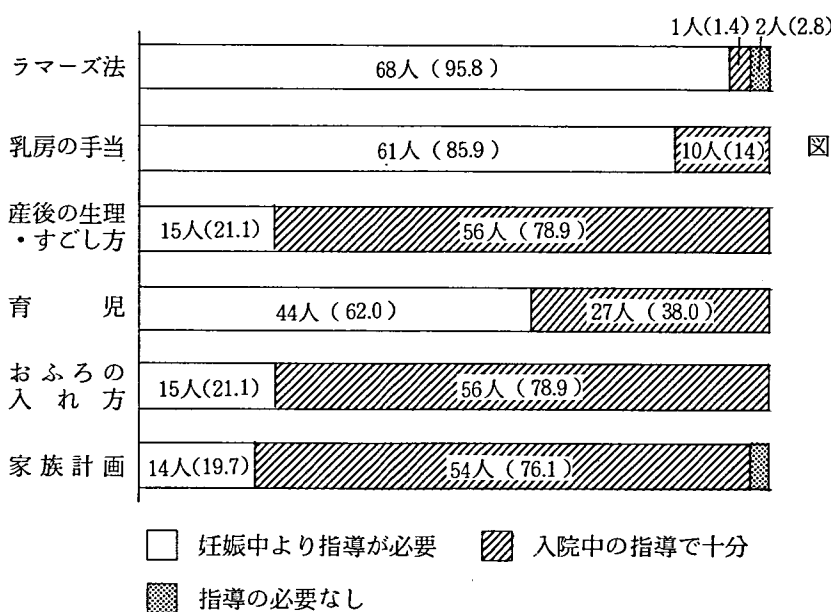 1人(1.4) 2人(2.8)
ラマーズ法 68人(95.8)
乳房の手当 61人(85.9) 10人(14) 図
産後の生理
・すごし方 15人(21.1) 56人(78.9)
育児 44人(62.0) 27人(38.0)
おふろの
入れ方 15人(21.1) 56人(78.9)
家族計画 14人(19.7) 54人(76.1)
妊娠中より指導が必要 入院中の指導で十分
指導の必要なし